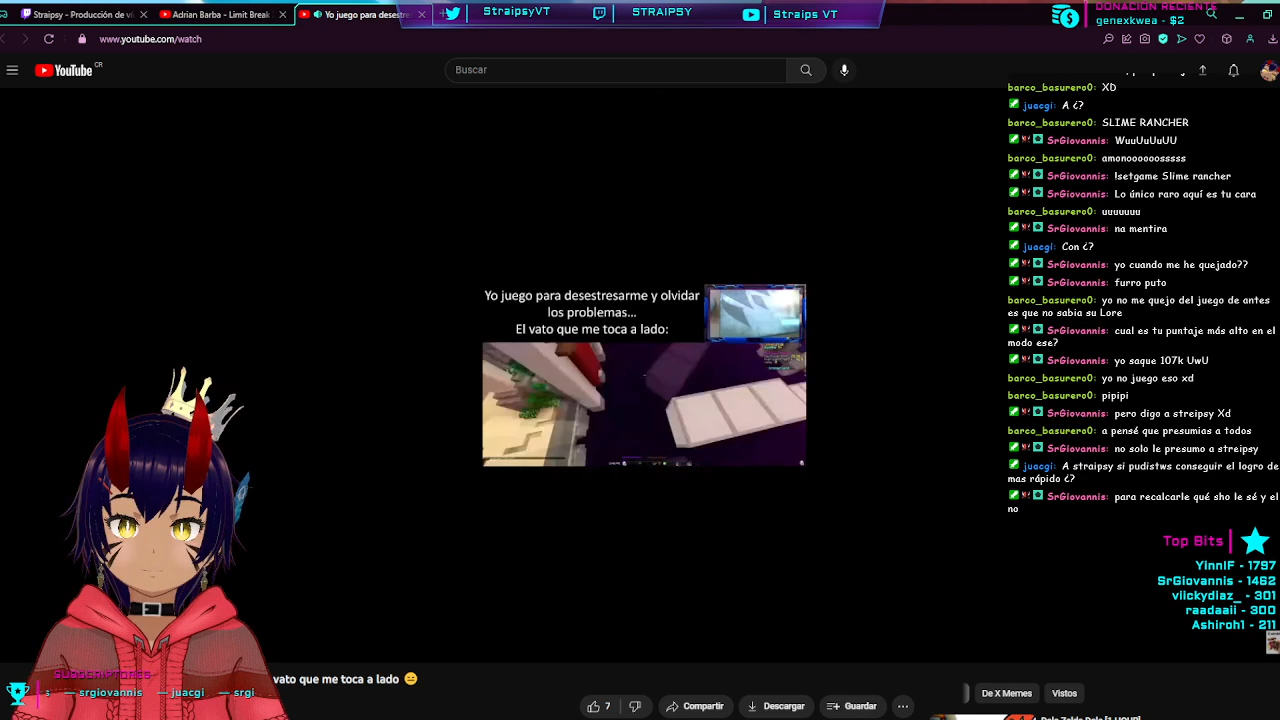 Straipsy - Producción de ví
Adrian Barba - Limit Break
Yo juego para desestres
StraipsyVT
STRAIPSY
Straips VT
DONACIÓN RECIENTE
genexkwea - $2
www.youtube.com/watch
YouTube CR
Buscar
barco_basurero0: XD
juacgi: A ¿?
barco_basurero0: SLIME RANCHER
SrGiovannis: WuuUuUuUU
barco_basurero0: amonooooosssss
SrGiovannis: !setgame Slime rancher
SrGiovannis: Lo único raro aquí es tu cara
barco_basurero0: uuuuuuu
SrGiovannis: na mentira
juacgi: Con ¿?
SrGiovannis: yo cuando me he quejado??
SrGiovannis: furro puto
barco_basurero0: yo no me quejo del juego de antes
es que no sabia su Lore
SrGiovannis: cual es tu puntaje más alto en el
modo ese?
SrGiovannis: yo saque 107k UwU
barco_basurero0: yo no juego eso xd
barco_basurero0: pipipi
SrGiovannis: pero digo a streipsy Xd
barco_basurero0: a pensé que presumias a todos
SrGiovannis: no solo le presumo a streipsy
juacgi: A straipsy si pudistws conseguir el logro de
mas rápido ¿?
SrGiovannis: para recalcarle qué sho le sé y el
no
Yo juego para desestresarme y olvidar
los problemas...
El vato que me toca a lado:
Top Bits
YinnIF - 1797
SrGiovannis - 1462
viickydiaz_ - 301
raadaaii - 300
Ashiroh1 - 211
SUBSCRIPTORES
s — srgiovannis — juacgi — srgi
vato que me toca a lado 😑
7
Compartir
Descargar
Guardar
De X Memes
Vistos